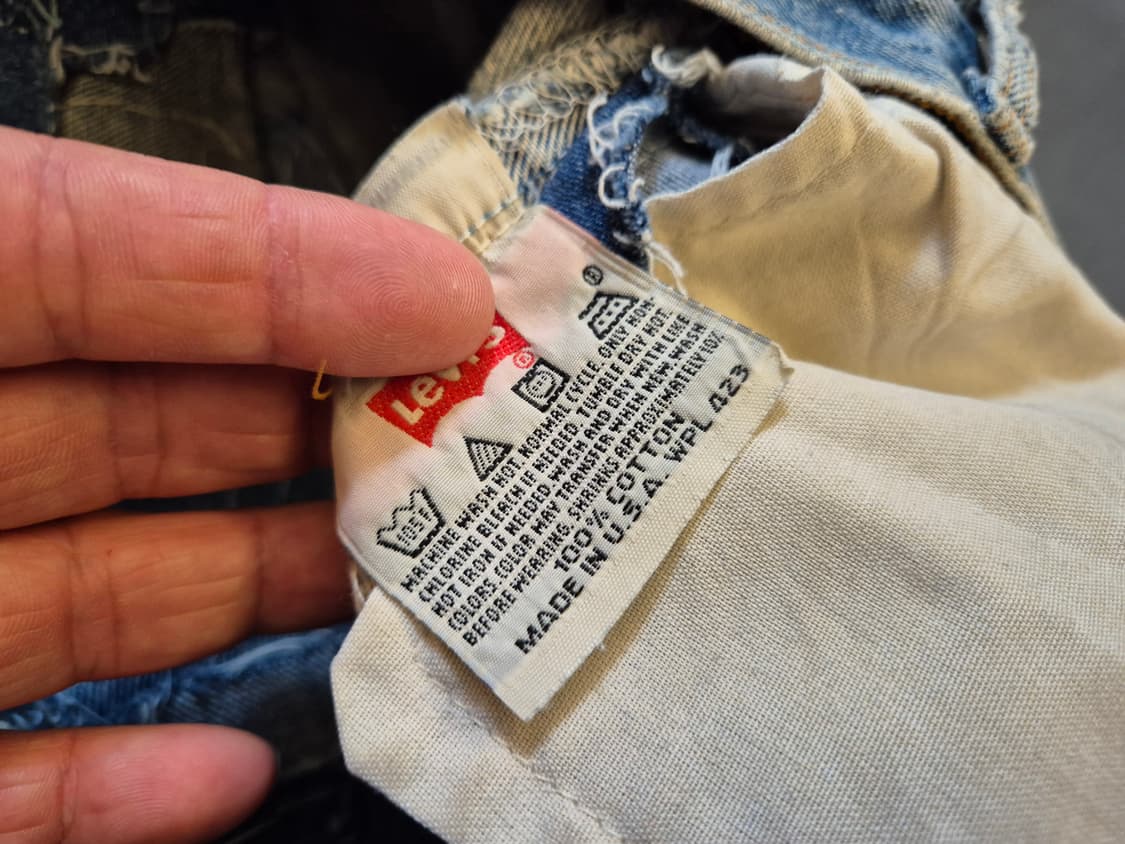 Levi's ®
®
MACHINE WASH HOT NORMAL CYCLE. ONLY NON-
CHLORINE BLEACH IF NEEDED. TUMBLE DRY HOT.
HOT IRON IF NEEDED. WASH AND DRY WITH LIKE
COLORS. COLOR MAY TRANSFER WHEN NEW. WASH
BEFORE WEARING. SHRINKS APPROXIMATELY 10%.
100% COTTON
MADE IN U.S.A. WPL 423